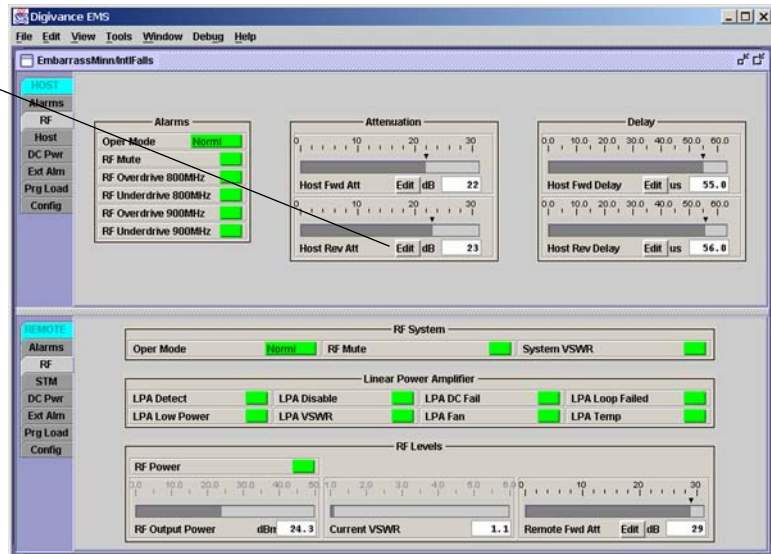 Digivance EMS
File Edit View Tools Window Debug Help
EmbarrassMinn/IntlFalls
HOST
Alarms
RF
Host
DC Pwr
Ext Alm
Prg Load
Config
Alarms
Oper Mode Norml
RF Mute
RF Overdrive 800MHz
RF Underdrive 800MHz
RF Overdrive 900MHz
RF Underdrive 900MHz
Attenuation
0 10 20 30
Host Fwd Att Edit dB 22
0 10 20 30
Host Rev Att Edit dB 23
Delay
0.0 10.0 20.0 30.0 40.0 50.0 60.0
Host Fwd Delay Edit us 55.0
0.0 10.0 20.0 30.0 40.0 50.0 60.0
Host Rev Delay Edit us 56.0
REMOTE
Alarms
RF
STM
DC Pwr
Ext Alm
Prg Load
Config
RF System
Oper Mode Norml RF Mute System VSWR
Linear Power Amplifier
LPA Detect LPA Disable LPA DC Fail LPA Loop Failed
LPA Low Power LPA VSWR LPA Fan LPA Temp
RF Levels
RF Power
10.0 20.0 30.0 40.0 2.0 3.0 4.0 5.0 0 10 20 30
RF Output Power dBm 24.3 Current VSWR 1.1 Remote Fwd Att Edit dB 29